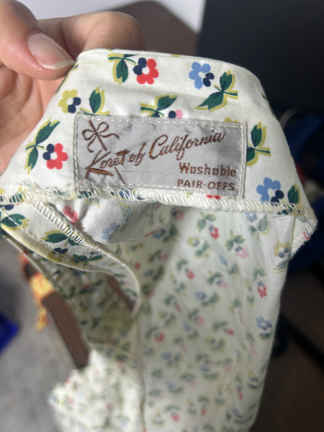 Koret of California
Washable
PAIR-OFFS